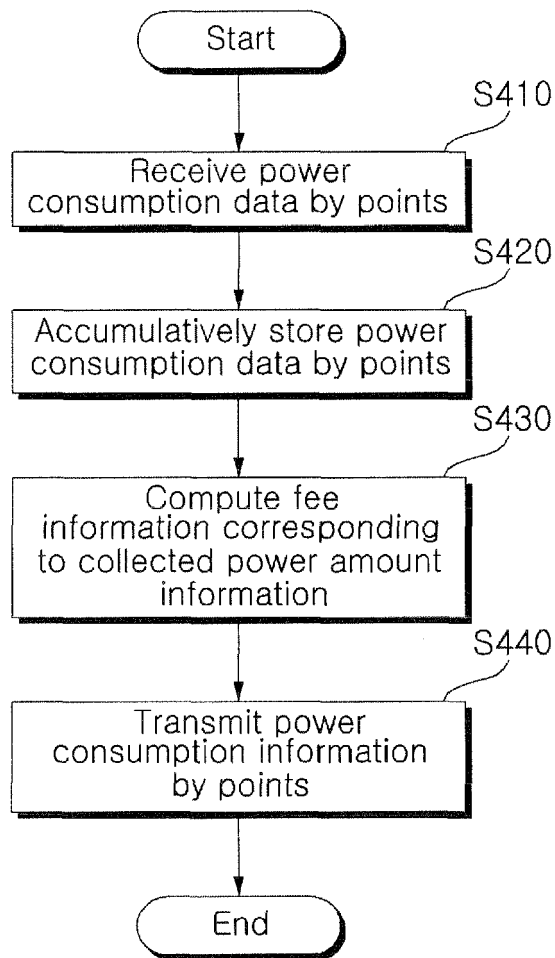 Start
S410
Receive power
consumption data by points
S420
Accumulatively store power
consumption data by points
S430
Compute fee
information corresponding
to collected power amount
information
S440
Transmit power
consumption information
by points
End